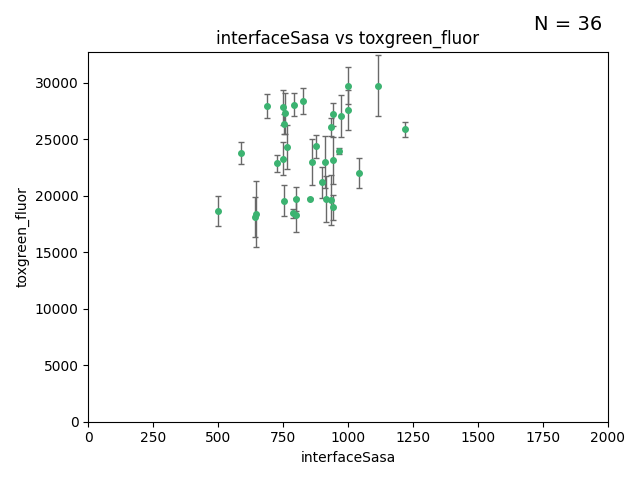 N = 36
interfaceSasa vs toxgreen_fluor
toxgreen_fluor
30000
25000
20000
15000
10000
5000
0
0 250 500 750 1000 1250 1500 1750 2000
interfaceSasa